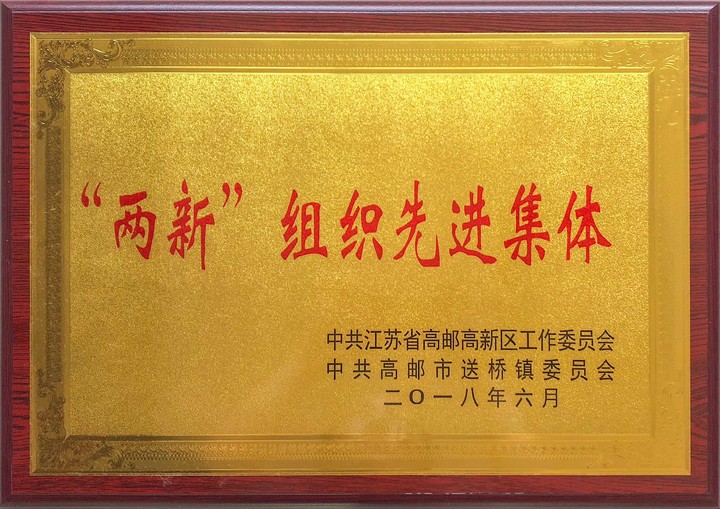 “两新”组织先进集体
中共江苏省高邮高新区工作委员会
中共高邮市送桥镇委员会
二〇一八年六月